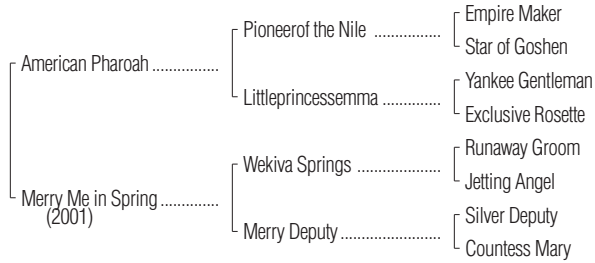 Empire Maker
Pioneerof the Nile ................
Star of Goshen
American Pharoah ................
Yankee Gentleman
Littleprincessemma ..............
Exclusive Rosette
Runaway Groom
Wekiva Springs ....................
Jetting Angel
Merry Me in Spring ..............
(2001)
Silver Deputy
Merry Deputy ........................
Countess Mary